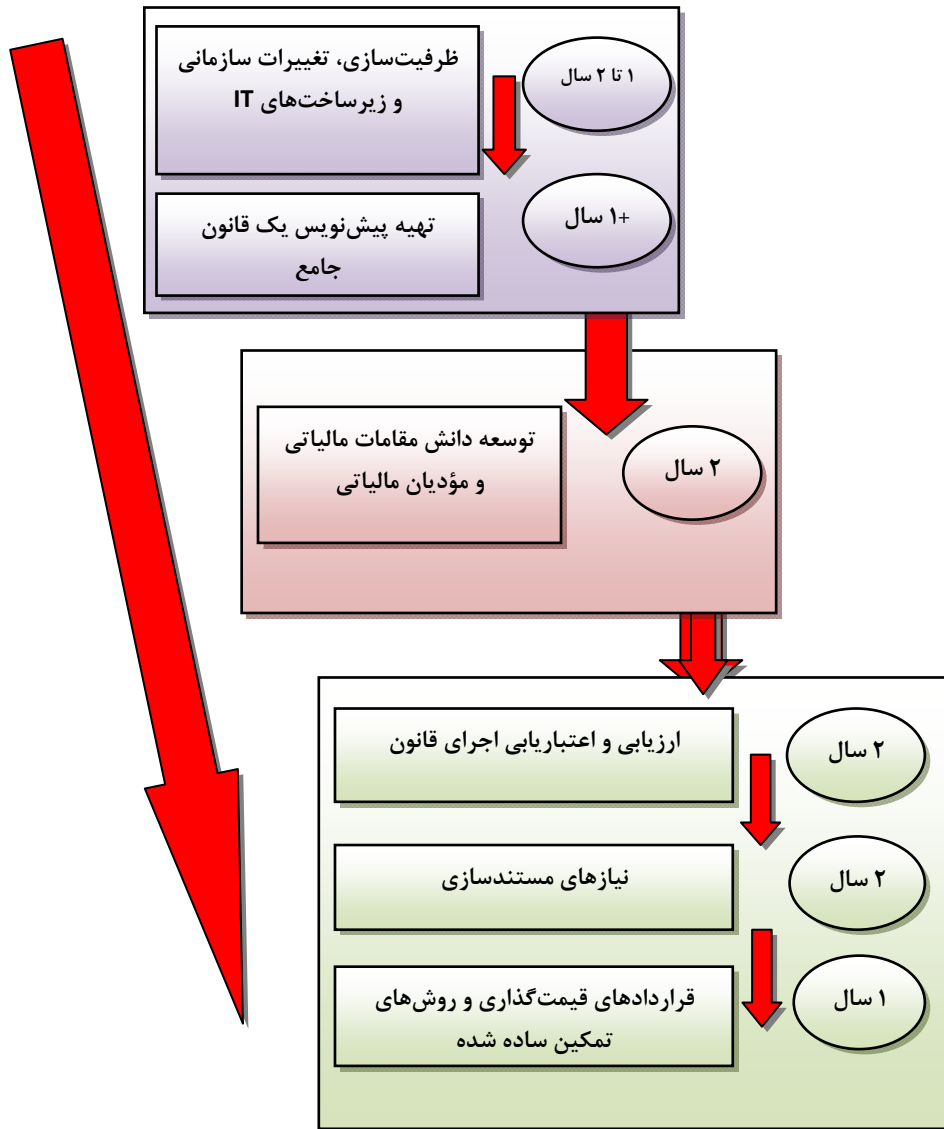 ظرفیت‌سازی، تغییرات سازمانی
و زیرساخت‌های IT
۱ تا ۲ سال
تهیه پیش‌نویس یک قانون
جامع
+۱ سال
توسعه دانش مقامات مالیاتی
و مؤدیان مالیاتی
۲ سال
ارزیابی و اعتباریابی اجرای قانون
۲ سال
نیازهای مستندسازی
۲ سال
قراردادهای قیمت‌گذاری و روش‌های
تمکین ساده شده
۱ سال